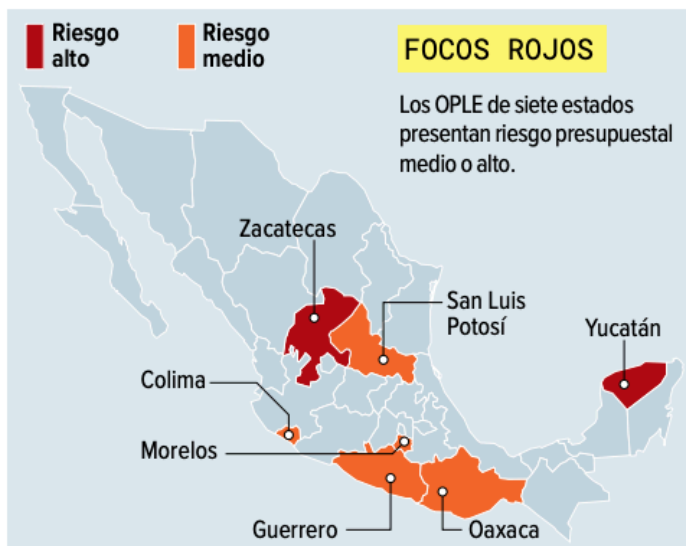 Riesgo
alto
Riesgo
medio
FOCOS ROJOS
Los OPLE de siete estados
presentan riesgo presupuestal
medio o alto.
Zacatecas
San Luis
Potosí
Yucatán
Colima
Morelos
Guerrero
Oaxaca